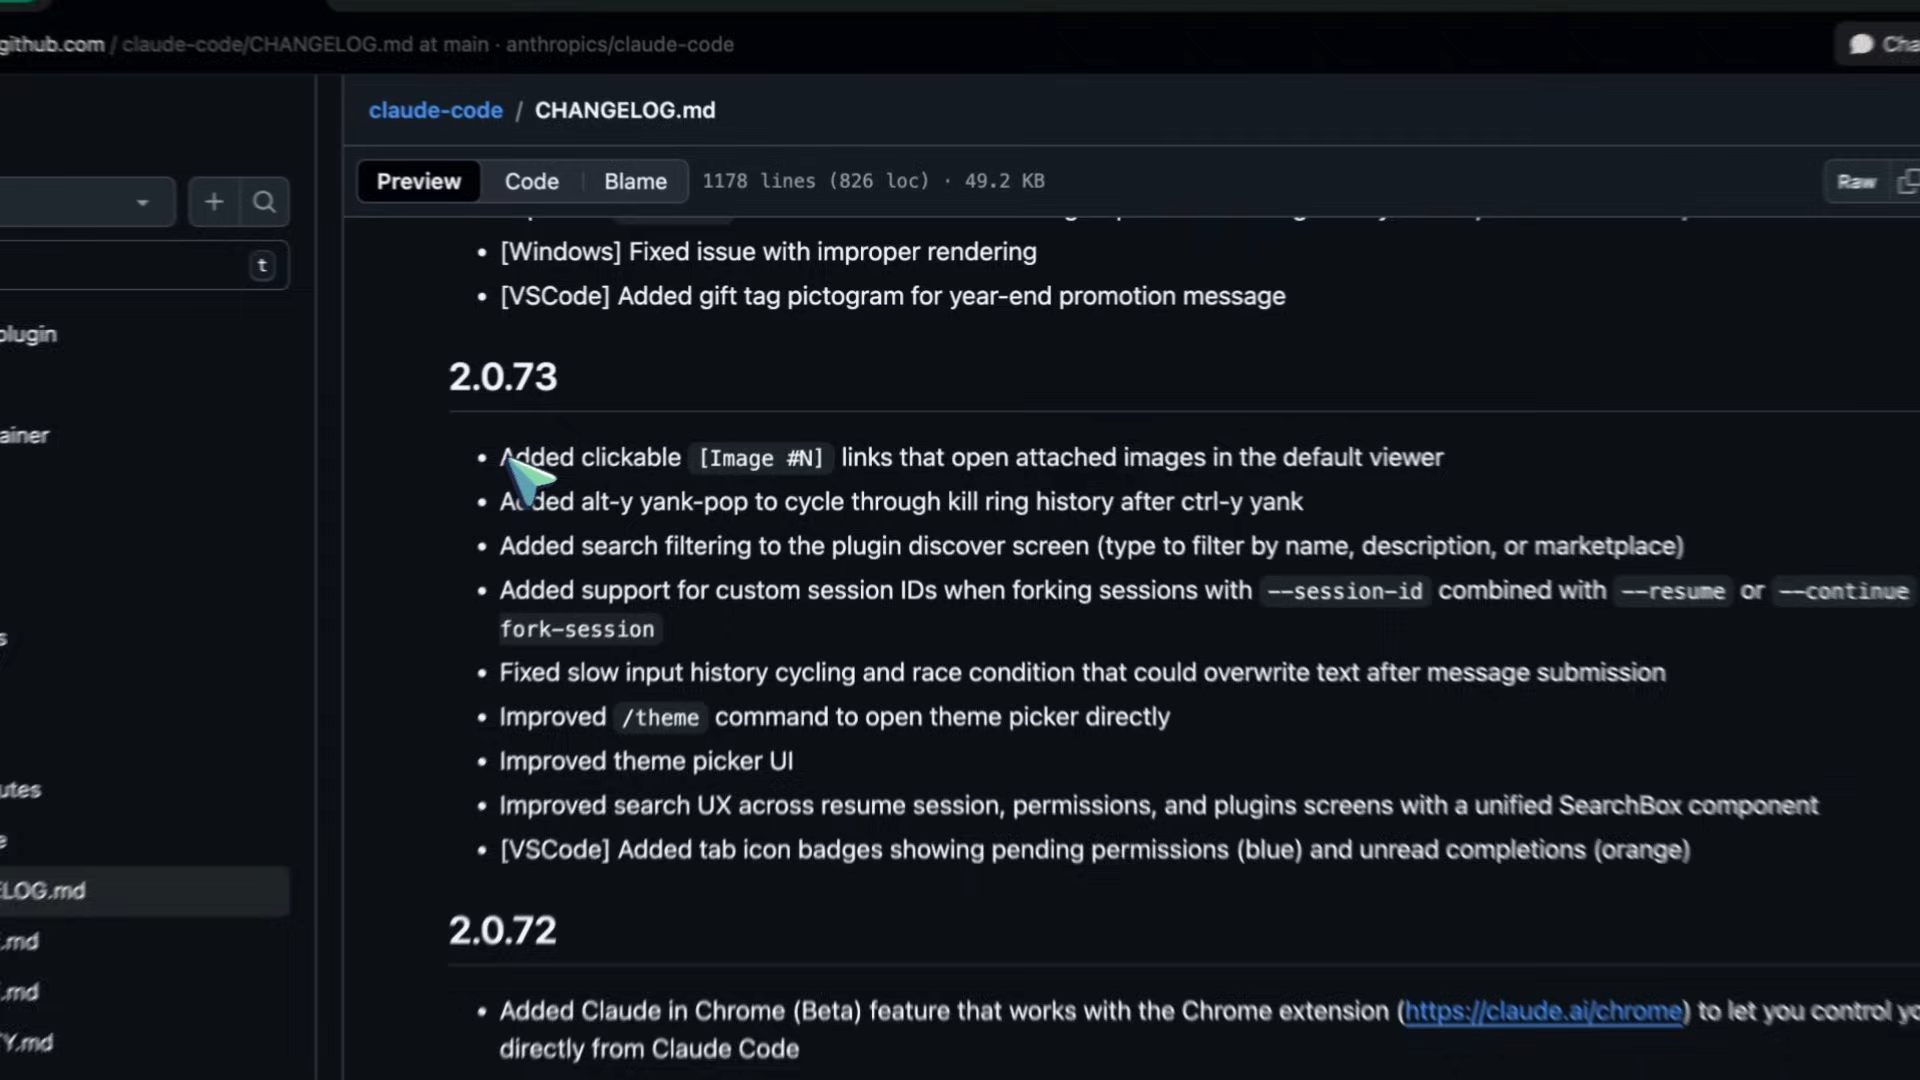 github.com / claude-code/CHANGELOG.md at main · anthropics/claude-code
claude-code / CHANGELOG.md
Preview Code Blame 1178 lines (826 loc) · 49.2 KB
Raw
t
• [Windows] Fixed issue with improper rendering
• [VSCode] Added gift tag pictogram for year-end promotion message
plugin
2.0.73
ainer
• Added clickable [Image #N] links that open attached images in the default viewer
• Added alt-y yank-pop to cycle through kill ring history after ctrl-y yank
• Added search filtering to the plugin discover screen (type to filter by name, description, or marketplace)
• Added support for custom session IDs when forking sessions with --session-id combined with --resume or --continue
fork-session
• Fixed slow input history cycling and race condition that could overwrite text after message submission
• Improved /theme command to open theme picker directly
• Improved theme picker UI
utes
• Improved search UX across resume session, permissions, and plugins screens with a unified SearchBox component
• [VSCode] Added tab icon badges showing pending permissions (blue) and unread completions (orange)
LOG.md
2.0.72
.md
.md
• Added Claude in Chrome (Beta) feature that works with the Chrome extension (https://claude.ai/chrome) to let you control
directly from Claude Code
Y.md